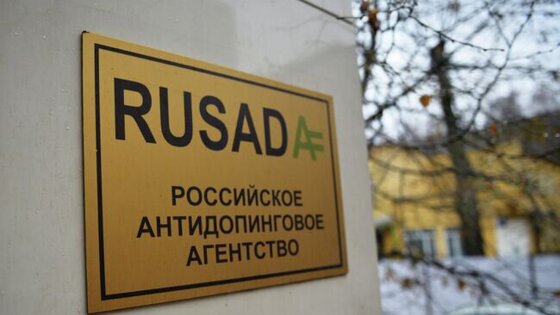 RUSADA
РОССИЙСКОЕ
АНТИДОПИНГОВОЕ
АГЕНТСТВО